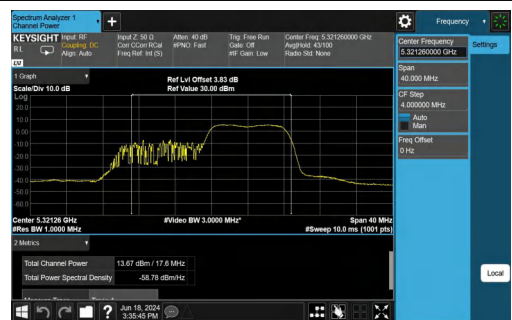 Spectrum Analyzer 1
Channel Power
Frequency
KEYSIGHT
RL
Input: RF
Coupling: DC
Align: Auto
Input Z: 50 Ω
Corr CCorr RCal
Freq Ref: Int (S)
Atten: 40 dB
#PNO: Fast
Trig: Free Run
Gate: Off
#IF Gain: Low
Center Freq: 5.321260000 GHz
Avg|Hold: 43/100
Radio Std: None
LXI
1 Graph
Scale/Div 10.0 dB
Ref Lvl Offset 3.83 dB
Ref Value 30.00 dBm
Log
20.0
10.0
0.00
-10.0
-20.0
-30.0
-40.0
-50.0
-60.0
Center 5.32126 GHz
#Res BW 1.0000 MHz
#Video BW 3.0000 MHz*
Span 40 MHz
#Sweep 10.0 ms (1001 pts)
2 Metrics
Total Channel Power
13.67 dBm / 17.6 MHz
Total Power Spectral Density
-58.78 dBm/Hz
Jun 18, 2024
3:35:45 PM
Center Frequency
5.321260000 GHz
Settings
Span
40.000 MHz
CF Step
4.000000 MHz
Auto
Man
Freq Offset
0 Hz
Local